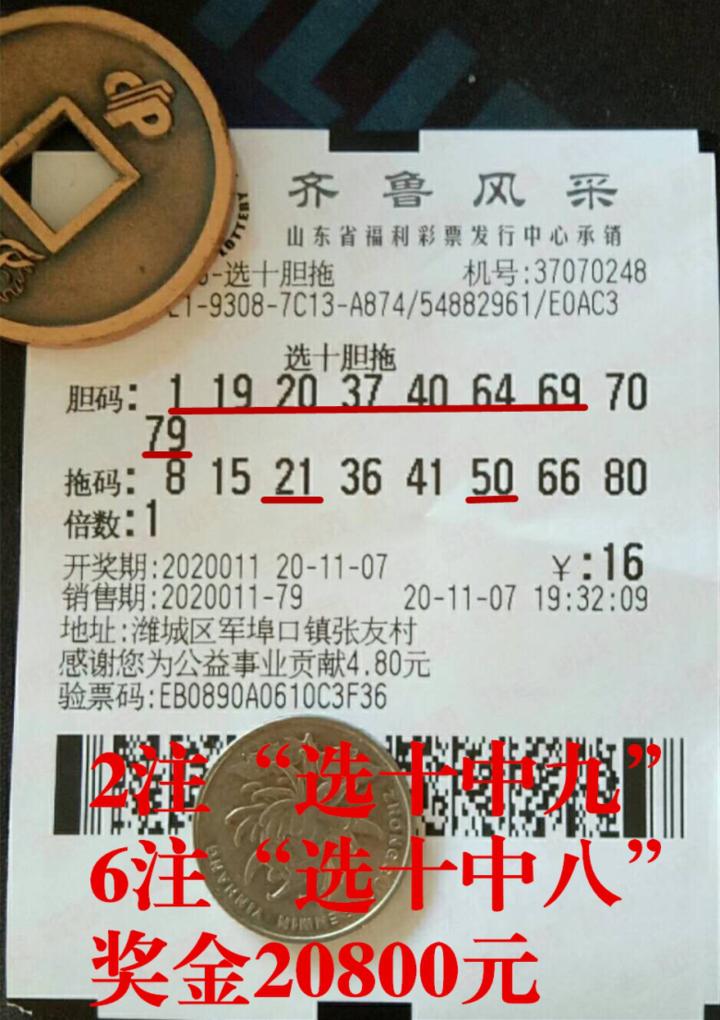 齐鲁风采
山东省福利彩票发行中心承销
-选十胆拖 机号:37070248
1-9308-7C13-A874/54882961/E0AC3
选十胆拖
胆码: 1 19 20 37 40 64 69 70
79
拖码: 8 15 21 36 41 50 66 80
倍数:1
开奖期:2020011 20-11-07 ¥:16
销售期:2020011-79 20-11-07 19:32:09
地址:潍城区军埠口镇张友村
感谢您为公益事业贡献4.80元
验票码:EB0890A0610C3F36
2注“选十中九”
6注“选十中八”
奖金20800元